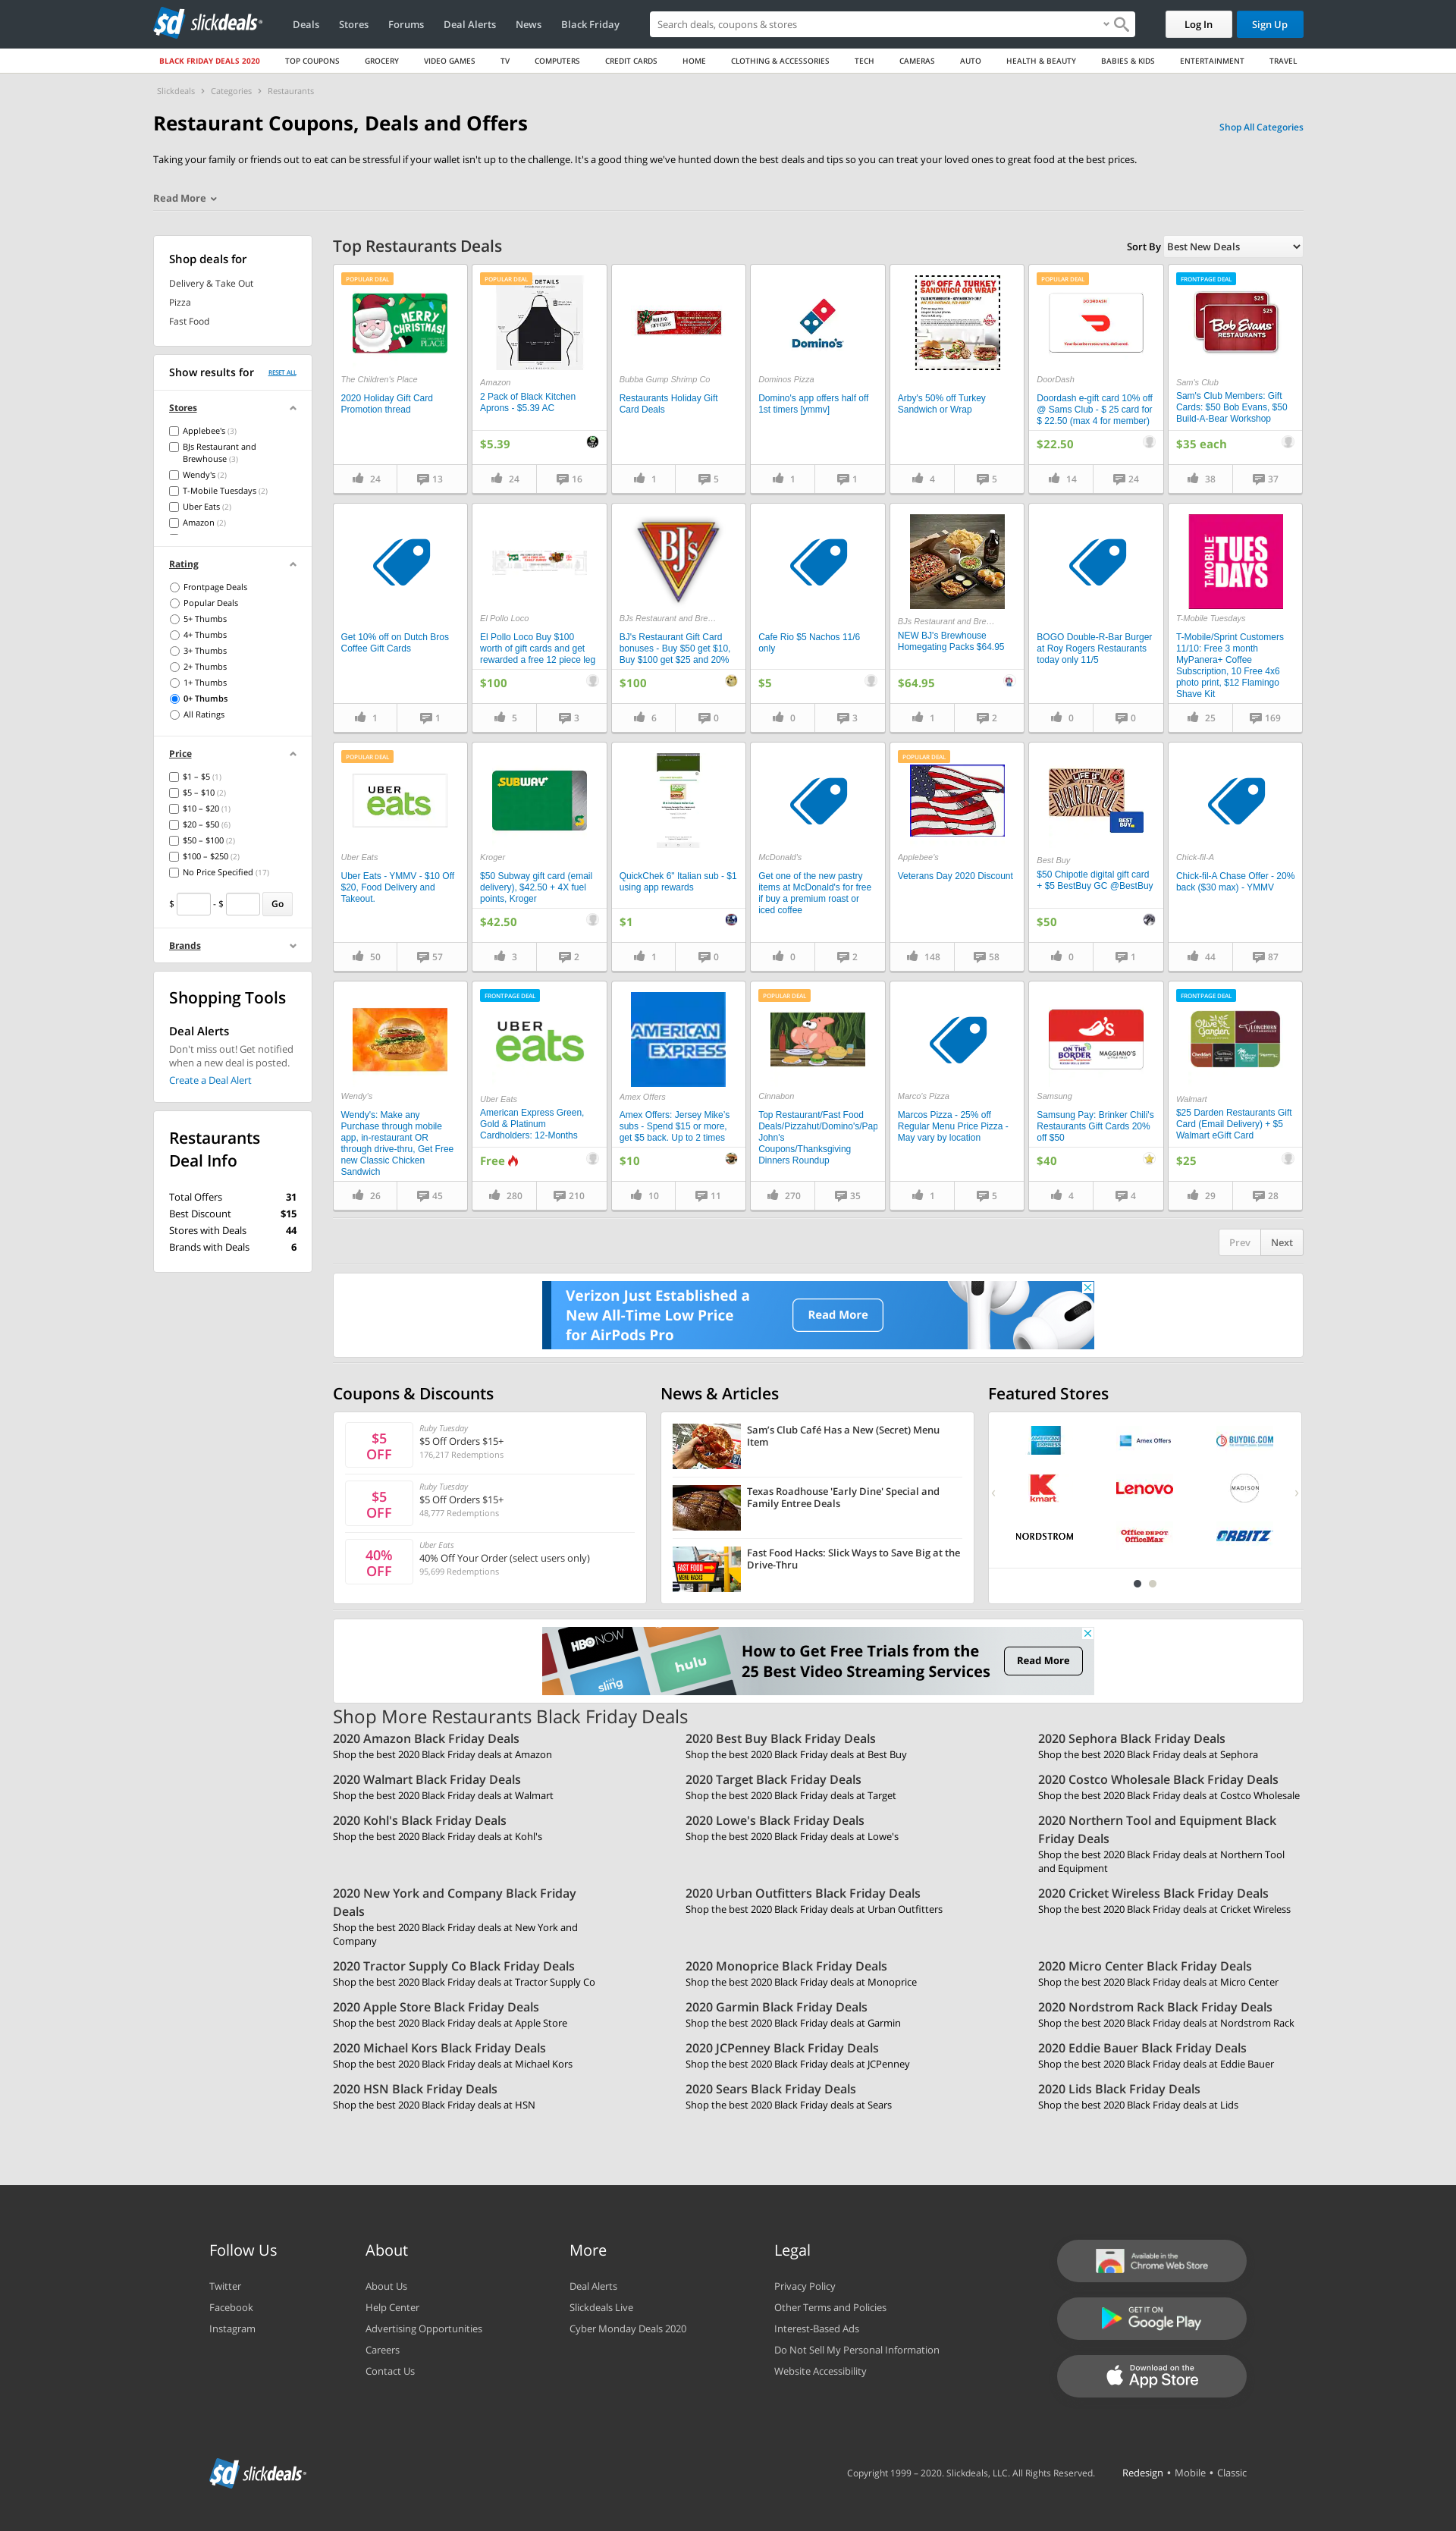 slickdeals
Deals Stores Forums Deal Alerts News Black Friday
Search deals, coupons & stores
Log In Sign Up
BLACK FRIDAY DEALS 2020 TOP COUPONS GROCERY VIDEO GAMES TV COMPUTERS CREDIT CARDS HOME CLOTHING & ACCESSORIES TECH CAMERAS AUTO HEALTH & BEAUTY BABIES & KIDS ENTERTAINMENT TRAVEL
Slickdeals › Categories › Restaurants
Restaurant Coupons, Deals and Offers
Shop All Categories
Taking your family or friends out to eat can be stressful if your wallet isn't up to the challenge. It's a good thing we've hunted down the best deals and tips so you can treat your loved ones to great food at the best prices.
Read More
Shop deals for
Delivery & Take Out
Pizza
Fast Food
Show results for RESET ALL
Stores
Applebee's (3)
BJs Restaurant and
Brewhouse (3)
Wendy's (2)
T-Mobile Tuesdays (2)
Uber Eats (2)
Amazon (2)
Rating
Frontpage Deals
Popular Deals
5+ Thumbs
4+ Thumbs
3+ Thumbs
2+ Thumbs
1+ Thumbs
0+ Thumbs
All Ratings
Price
$1 – $5 (1)
$5 – $10 (2)
$10 – $20 (1)
$20 – $50 (6)
$50 – $100 (2)
$100 – $250 (2)
No Price Specified (17)
$ - $ Go
Brands
Shopping Tools
Deal Alerts
Don't miss out! Get notified
when a new deal is posted.
Create a Deal Alert
Restaurants
Deal Info
Total Offers 31
Best Discount $15
Stores with Deals 44
Brands with Deals 6
Top Restaurants Deals
Sort By Best New Deals
POPULAR DEAL
MERRY
CHRISTMAS!
PLACE
The Children's Place
2020 Holiday Gift Card
Promotion thread
24 13
POPULAR DEAL
DETAILS
Amazon
2 Pack of Black Kitchen
Aprons - $5.39 AC
$5.39
24 16
Bubba Gump Shrimp Co
Restaurants Holiday Gift
Card Deals
1 5
Domino's
Dominos Pizza
Domino's app offers half off
1st timers [ymmv]
1 1
50% OFF A TURKEY
SANDWICH OR WRAP
Arby's 50% off Turkey
Sandwich or Wrap
4 5
POPULAR DEAL
DOORDASH
Your favorite restaurants, delivered.
DoorDash
Doordash e-gift card 10% off
@ Sams Club - $ 25 card for
$ 22.50 (max 4 for member)
$22.50
14 24
FRONTPAGE DEAL
$25
$25
Bob Evans
RESTAURANTS
Sam's Club
Sam's Club Members: Gift
Cards: $50 Bob Evans, $50
Build-A-Bear Workshop
$35 each
38 37
Get 10% off on Dutch Bros
Coffee Gift Cards
1 1
El Pollo Loco
El Pollo Loco Buy $100
worth of gift cards and get
rewarded a free 12 piece leg
$100
5 3
BJ's
BJs Restaurant and Bre…
BJ's Restaurant Gift Card
bonuses - Buy $50 get $10,
Buy $100 get $25 and 20%
$100
6 0
Cafe Rio $5 Nachos 11/6
only
$5
0 3
BJs Restaurant and Bre…
NEW BJ's Brewhouse
Homegating Packs $64.95
$64.95
1 2
BOGO Double-R-Bar Burger
at Roy Rogers Restaurants
today only 11/5
0 0
T-MOBILE
TUES
DAYS
T-Mobile Tuesdays
T-Mobile/Sprint Customers
11/10: Free 3 month
MyPanera+ Coffee
Subscription, 10 Free 4x6
photo print, $12 Flamingo
Shave Kit
25 169
POPULAR DEAL
UBER
eats
Uber Eats
Uber Eats - YMMV - $10 Off
$20, Food Delivery and
Takeout.
50 57
SUBWAY
Kroger
$50 Subway gift card (email
delivery), $42.50 + 4X fuel
points, Kroger
$42.50
3 2
QuickChek 6" Italian sub - $1
using app rewards
$1
1 0
McDonald's
Get one of the new pastry
items at McDonald's for free
if buy a premium roast or
iced coffee
0 2
POPULAR DEAL
Applebee's
Veterans Day 2020 Discount
148 58
BEST
BUY
Best Buy
$50 Chipotle digital gift card
+ $5 BestBuy GC @BestBuy
$50
0 1
Chick-fil-A
Chick-fil-A Chase Offer - 20%
back ($30 max) - YMMV
44 87
Wendy's
Wendy's: Make any
Purchase through mobile
app, in-restaurant OR
through drive-thru, Get Free
new Classic Chicken
Sandwich
26 45
FRONTPAGE DEAL
UBER
eats
Uber Eats
American Express Green,
Gold & Platinum
Cardholders: 12-Months
Free
280 210
AMERICAN
EXPRESS
Amex Offers
Amex Offers: Jersey Mike's
subs - Spend $15 or more,
get $5 back. Up to 2 times
$10
10 11
POPULAR DEAL
Cinnabon
Top Restaurant/Fast Food
Deals/Pizzahut/Domino's/Pap
John's
Coupons/Thanksgiving
Dinners Roundup
270 35
Marco's Pizza
Marcos Pizza - 25% off
Regular Menu Price Pizza -
May vary by location
1 5
ON THE
BORDER
MAGGIANO'S
Samsung
Samsung Pay: Brinker Chili's
Restaurants Gift Cards 20%
off $50
$40
4 4
FRONTPAGE DEAL
Olive
Garden
LONGHORN
Walmart
$25 Darden Restaurants Gift
Card (Email Delivery) + $5
Walmart eGift Card
$25
29 28
Prev Next
Verizon Just Established a
New All-Time Low Price
for AirPods Pro
Read More
Coupons & Discounts
$5
OFF
Ruby Tuesday
$5 Off Orders $15+
176,217 Redemptions
$5
OFF
Ruby Tuesday
$5 Off Orders $15+
48,777 Redemptions
40%
OFF
Uber Eats
40% Off Your Order (select users only)
95,699 Redemptions
News & Articles
Sam's Club Café Has a New (Secret) Menu
Item
Texas Roadhouse 'Early Dine' Special and
Family Entree Deals
FAST FOOD
MENU HACKS
Fast Food Hacks: Slick Ways to Save Big at the
Drive-Thru
Featured Stores
AMERICAN
EXPRESS
Amex Offers
BUYDIG.COM
kmart
Lenovo
MADISON
NORDSTROM
Office DEPOT
OfficeMax
ORBITZ
HBO NOW
sling
hulu
How to Get Free Trials from the
25 Best Video Streaming Services
Read More
Shop More Restaurants Black Friday Deals
2020 Amazon Black Friday Deals
Shop the best 2020 Black Friday deals at Amazon
2020 Best Buy Black Friday Deals
Shop the best 2020 Black Friday deals at Best Buy
2020 Sephora Black Friday Deals
Shop the best 2020 Black Friday deals at Sephora
2020 Walmart Black Friday Deals
Shop the best 2020 Black Friday deals at Walmart
2020 Target Black Friday Deals
Shop the best 2020 Black Friday deals at Target
2020 Costco Wholesale Black Friday Deals
Shop the best 2020 Black Friday deals at Costco Wholesale
2020 Kohl's Black Friday Deals
Shop the best 2020 Black Friday deals at Kohl's
2020 Lowe's Black Friday Deals
Shop the best 2020 Black Friday deals at Lowe's
2020 Northern Tool and Equipment Black
Friday Deals
Shop the best 2020 Black Friday deals at Northern Tool
and Equipment
2020 New York and Company Black Friday
Deals
Shop the best 2020 Black Friday deals at New York and
Company
2020 Urban Outfitters Black Friday Deals
Shop the best 2020 Black Friday deals at Urban Outfitters
2020 Cricket Wireless Black Friday Deals
Shop the best 2020 Black Friday deals at Cricket Wireless
2020 Tractor Supply Co Black Friday Deals
Shop the best 2020 Black Friday deals at Tractor Supply Co
2020 Monoprice Black Friday Deals
Shop the best 2020 Black Friday deals at Monoprice
2020 Micro Center Black Friday Deals
Shop the best 2020 Black Friday deals at Micro Center
2020 Apple Store Black Friday Deals
Shop the best 2020 Black Friday deals at Apple Store
2020 Garmin Black Friday Deals
Shop the best 2020 Black Friday deals at Garmin
2020 Nordstrom Rack Black Friday Deals
Shop the best 2020 Black Friday deals at Nordstrom Rack
2020 Michael Kors Black Friday Deals
Shop the best 2020 Black Friday deals at Michael Kors
2020 JCPenney Black Friday Deals
Shop the best 2020 Black Friday deals at JCPenney
2020 Eddie Bauer Black Friday Deals
Shop the best 2020 Black Friday deals at Eddie Bauer
2020 HSN Black Friday Deals
Shop the best 2020 Black Friday deals at HSN
2020 Sears Black Friday Deals
Shop the best 2020 Black Friday deals at Sears
2020 Lids Black Friday Deals
Shop the best 2020 Black Friday deals at Lids
Follow Us
Twitter
Facebook
Instagram
About
About Us
Help Center
Advertising Opportunities
Careers
Contact Us
More
Deal Alerts
Slickdeals Live
Cyber Monday Deals 2020
Legal
Privacy Policy
Other Terms and Policies
Interest-Based Ads
Do Not Sell My Personal Information
Website Accessibility
Available in the
Chrome Web Store
GET IT ON
Google Play
Download on the
App Store
slickdeals
Copyright 1999 – 2020. Slickdeals, LLC. All Rights Reserved.
Redesign • Mobile • Classic